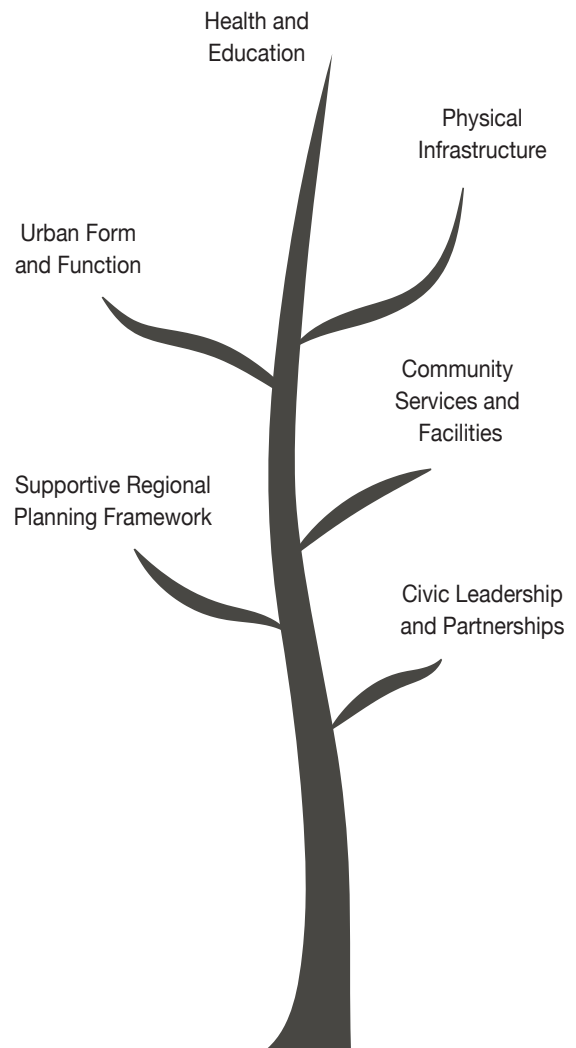 Health and
Education
Physical
Infrastructure
Urban Form
and Function
Community
Services and
Facilities
Supportive Regional
Planning Framework
Civic Leadership
and Partnerships